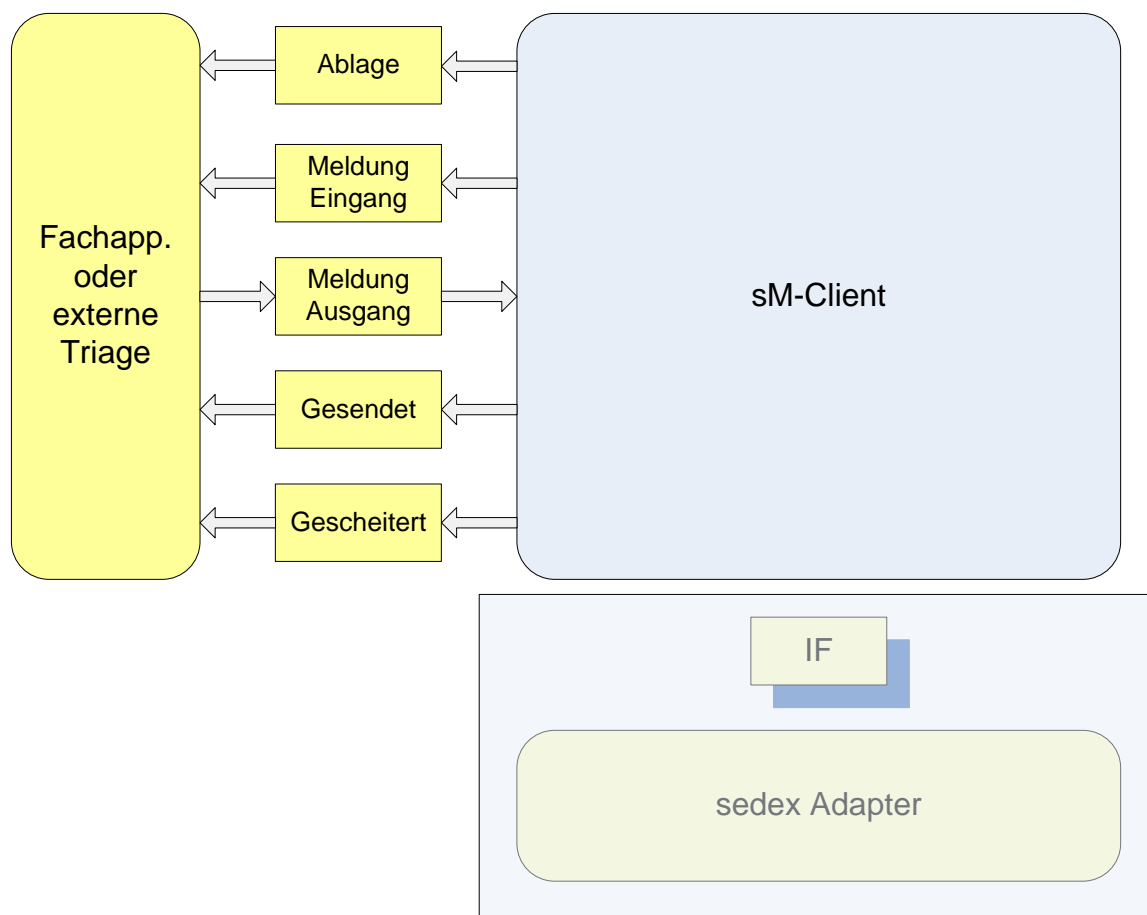 Ablage
Meldung
Eingang
Fachapp.
oder
externe
Triage
Meldung
Ausgang
sM-Client
Gesendet
Gescheitert
IF
sedex Adapter